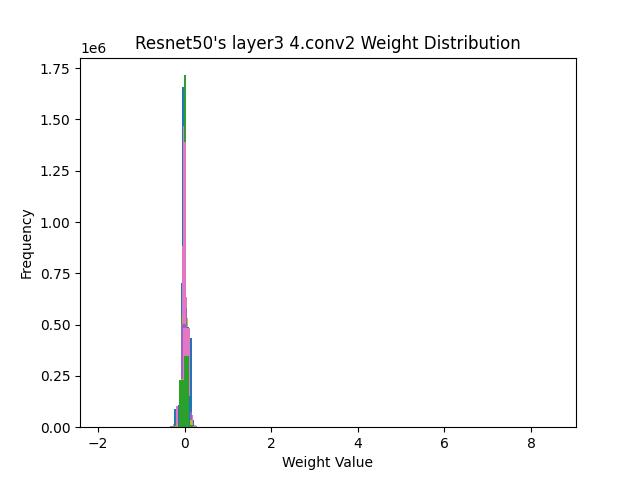 Resnet50's layer3 4.conv2 Weight Distribution
1e6
1.75
1.50
1.25
1.00
0.75
0.50
0.25
0.00
Frequency
−2 0 2 4 6 8
Weight Value